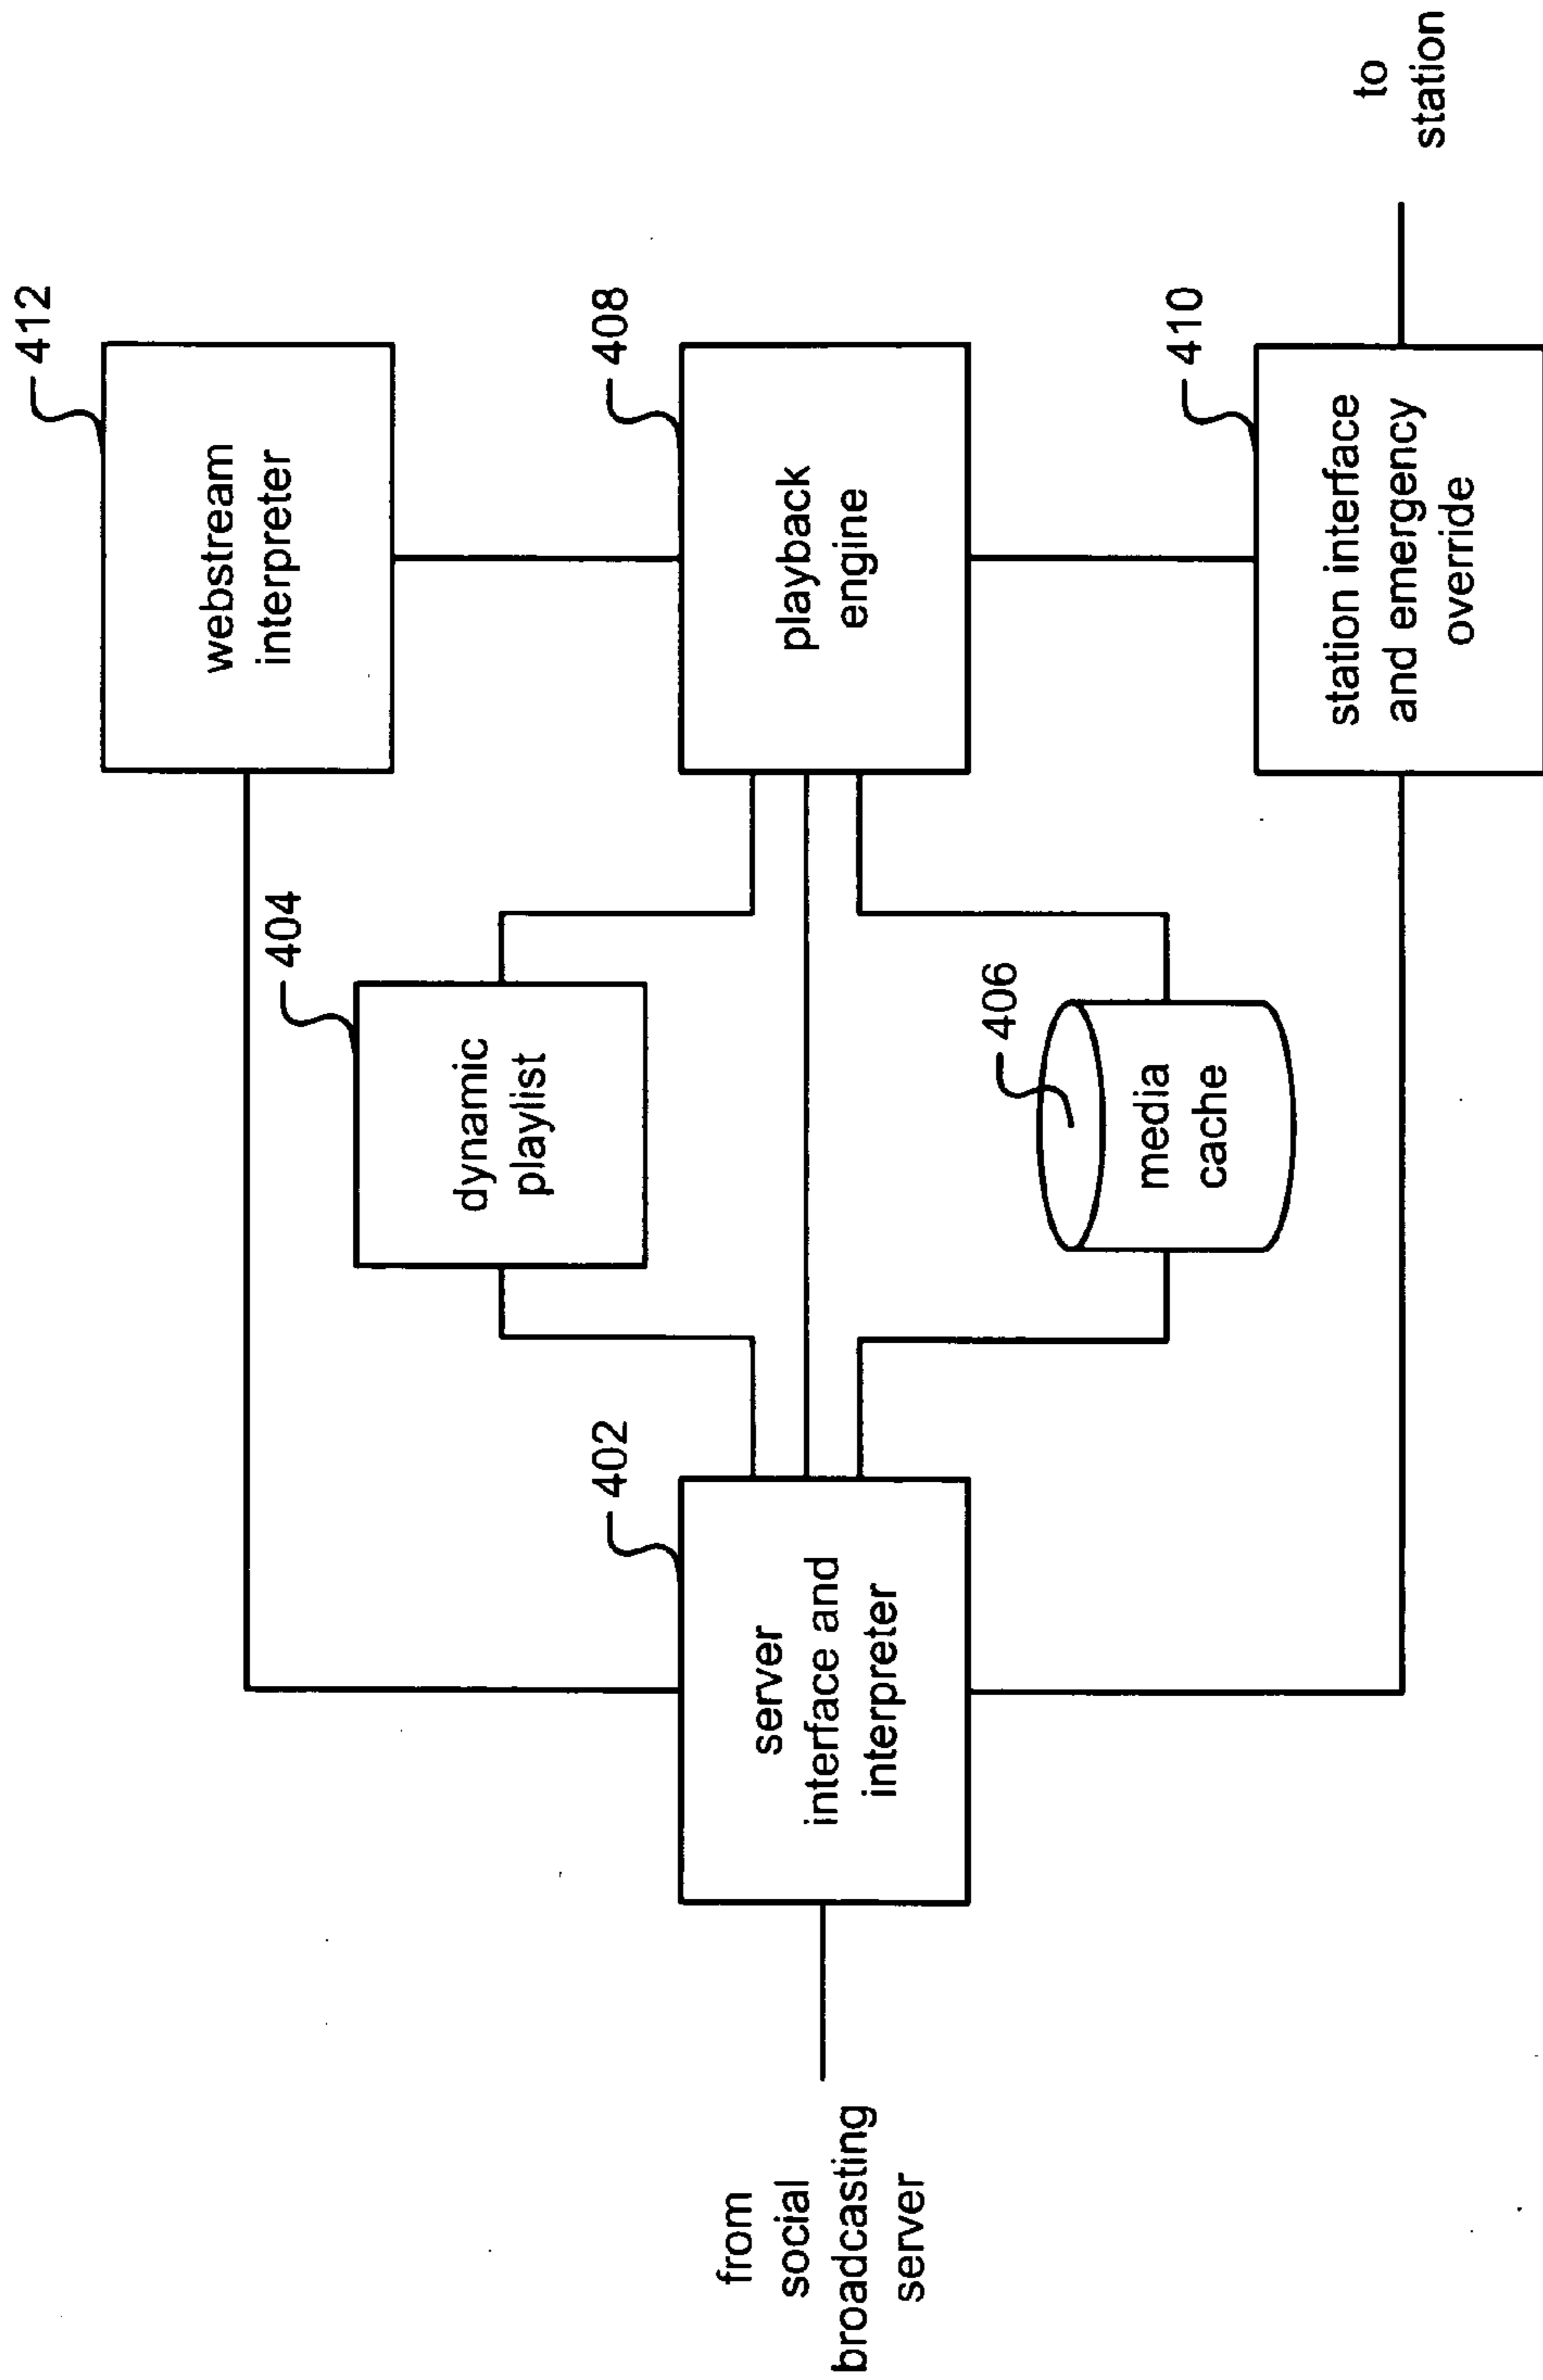 from
social
broadcasting
server
402
server
interface and
interpreter
404
dynamic
playlist
406
media
cache
412
webstream
interpreter
408
playback
engine
410
station interface
and emergency
override
to
station